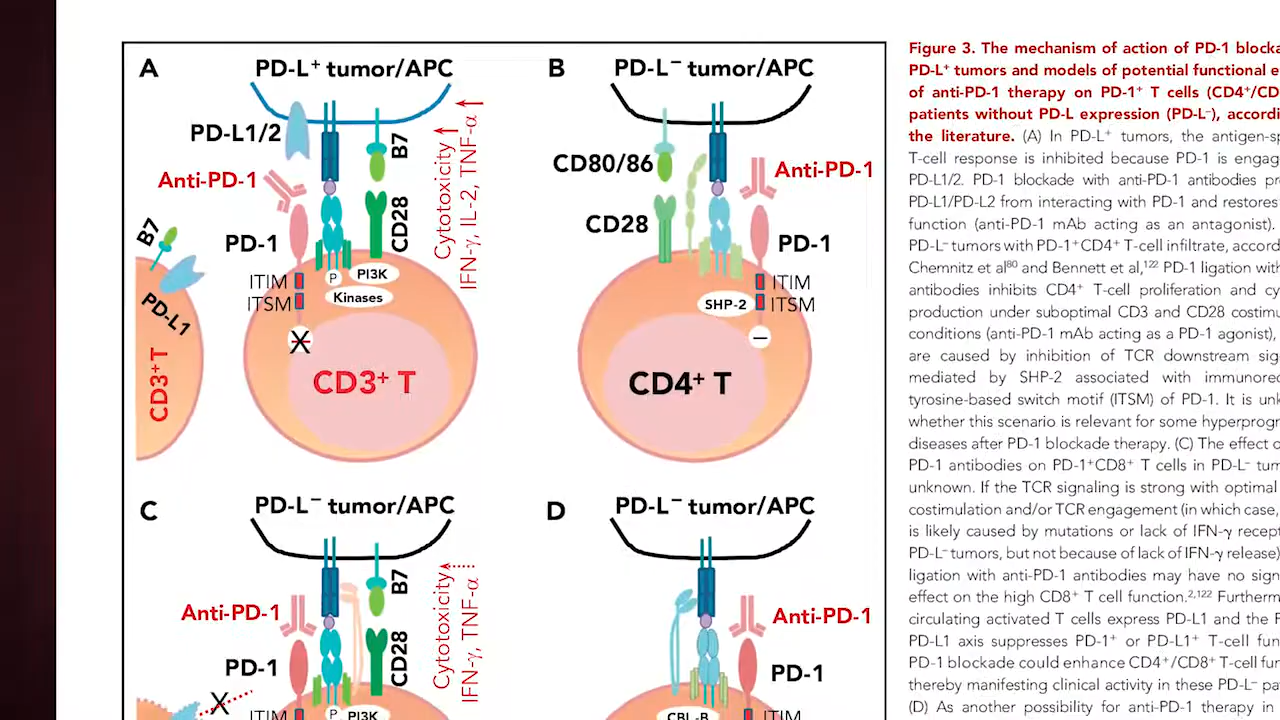 A
PD-L⁺ tumor/APC
PD-L1/2
B7
Anti-PD-1
CD28
Cytotoxicity
IFN-γ, IL-2, TNF-α
B7
PD-1
PD-L1
ITIM
ITSM
P
PI3K
Kinases
X
CD3⁺ T
CD3⁺T
B
PD-L⁻ tumor/APC
CD80/86
Anti-PD-1
CD28
PD-1
ITIM
SHP-2
ITSM
−
CD4⁺ T
C
PD-L⁻ tumor/APC
B7
Anti-PD-1
Cytotoxicity
IFN-γ, TNF-α
CD28
PD-1
X
ITIM
P
PI3K
D
PD-L⁻ tumor/APC
Anti-PD-1
PD-1
CBL-B
ITIM
Figure 3. The mechanism of action of PD-1 blocka
PD-L⁺ tumors and models of potential functional e
of anti-PD-1 therapy on PD-1⁺ T cells (CD4⁺/CD
patients without PD-L expression (PD-L⁻), accordi
the literature. (A) In PD-L⁺ tumors, the antigen-s
T-cell response is inhibited because PD-1 is engag
PD-L1/2. PD-1 blockade with anti-PD-1 antibodies pr
PD-L1/PD-L2 from interacting with PD-1 and restores
function (anti-PD-1 mAb acting as an antagonist).
PD-L⁻ tumors with PD-1⁺CD4⁺ T-cell infiltrate, accord
Chemnitz et al⁸⁰ and Bennett et al,¹²² PD-1 ligation with
antibodies inhibits CD4⁺ T-cell proliferation and cy
production under suboptimal CD3 and CD28 costimu
conditions (anti-PD-1 mAb acting as a PD-1 agonist),
are caused by inhibition of TCR downstream sig
mediated by SHP-2 associated with immunorec
tyrosine-based switch motif (ITSM) of PD-1. It is unk
whether this scenario is relevant for some hyperprogr
diseases after PD-1 blockade therapy. (C) The effect o
PD-1 antibodies on PD-1⁺CD8⁺ T cells in PD-L⁻ tum
unknown. If the TCR signaling is strong with optimal
costimulation and/or TCR engagement (in which case,
is likely caused by mutations or lack of IFN-γ recept
PD-L⁻ tumors, but not because of lack of IFN-γ release)
ligation with anti-PD-1 antibodies may have no sign
effect on the high CD8⁺ T cell function.²,¹²² Furtherm
circulating activated T cells express PD-L1 and the P
PD-L1 axis suppresses PD-1⁺ or PD-L1⁺ T-cell fun
PD-1 blockade could enhance CD4⁺/CD8⁺ T-cell fun
thereby manifesting clinical activity in these PD-L⁻ pa
(D) As another possibility for anti-PD-1 therapy in